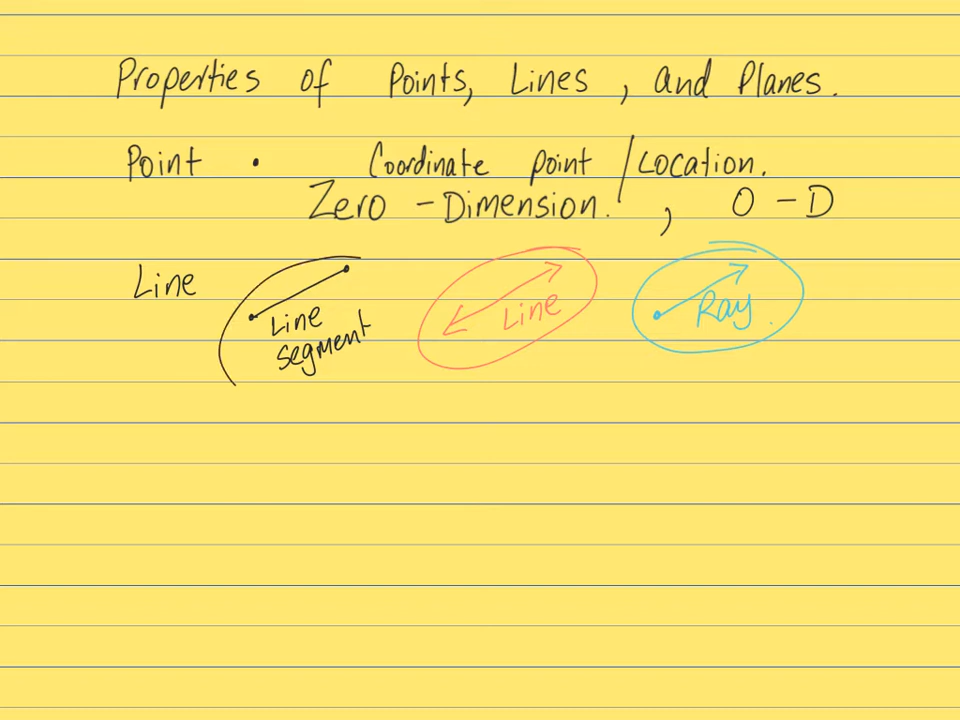 Properties of Points, Lines, and Planes.
Point • Coordinate point / Location.
Zero - Dimension. , 0 - D
Line
Line segment
Line
Ray.